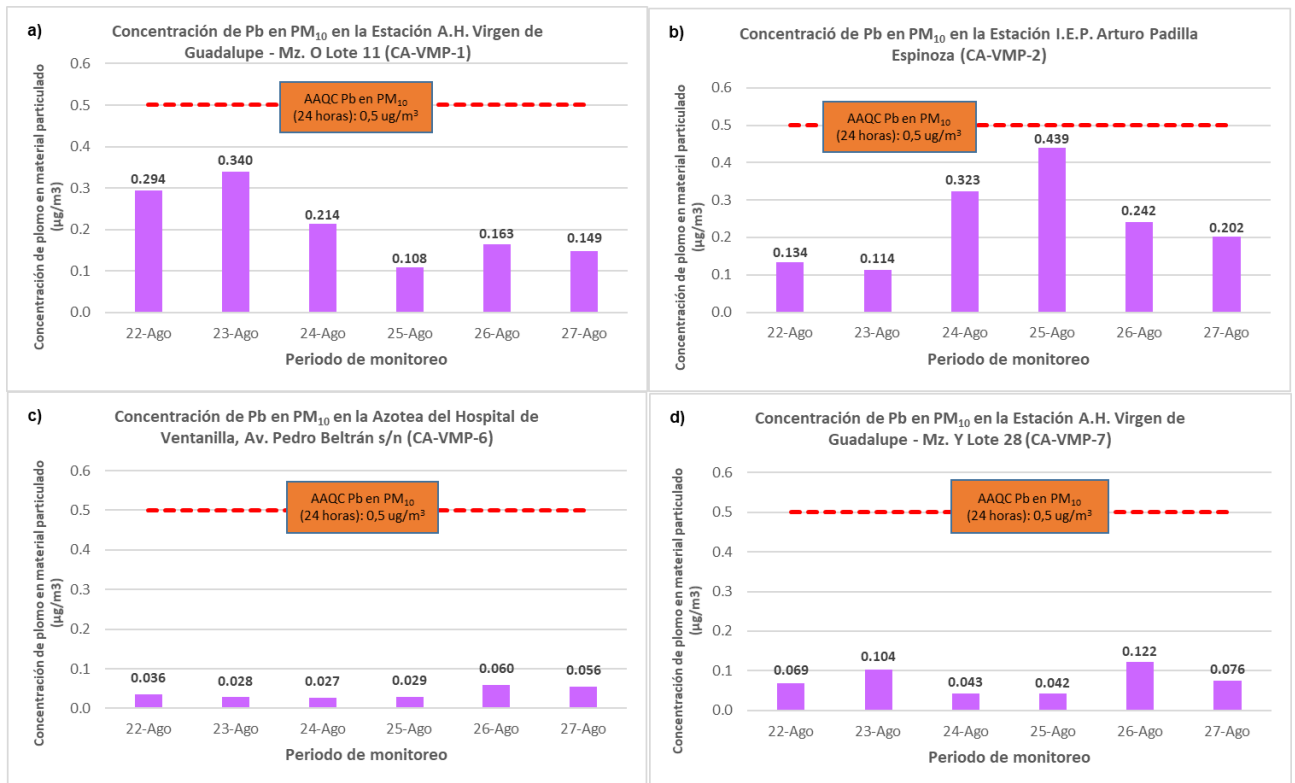 a)
Concentración de Pb en PM10 en la Estación A.H. Virgen de
Guadalupe - Mz. O Lote 11 (CA-VMP-1)
Concentración de plomo en material particulado
(µg/m3)
0.6
0.5
0.4
0.3
0.2
0.1
0.0
AAQC Pb en PM10
(24 horas): 0,5 ug/m³
0.294
0.340
0.214
0.108
0.163
0.149
22-Ago
23-Ago
24-Ago
25-Ago
26-Ago
27-Ago
Periodo de monitoreo
b)
Concentració de Pb en PM10 en la Estación I.E.P. Arturo Padilla
Espinoza (CA-VMP-2)
Concentración de plomo en material particulado
(µg/m3)
0.6
0.5
0.4
0.3
0.2
0.1
0.0
AAQC Pb en PM10
(24 horas): 0,5 ug/m³
0.134
0.114
0.323
0.439
0.242
0.202
22-Ago
23-Ago
24-Ago
25-Ago
26-Ago
27-Ago
Periodo de monitoreo
c)
Concentración de Pb en PM10 en la Azotea del Hospital de
Ventanilla, Av. Pedro Beltrán s/n (CA-VMP-6)
Concentración de plomo en material particulado
(µg/m3)
0.6
0.5
0.4
0.3
0.2
0.1
0.0
AAQC Pb en PM10
(24 horas): 0,5 ug/m³
0.036
0.028
0.027
0.029
0.060
0.056
22-Ago
23-Ago
24-Ago
25-Ago
26-Ago
27-Ago
Periodo de monitoreo
d)
Concentración de Pb en PM10 en la Estación A.H. Virgen de
Guadalupe - Mz. Y Lote 28 (CA-VMP-7)
Concentración de plomo en material particulado
(µg/m3)
0.6
0.5
0.4
0.3
0.2
0.1
0.0
AAQC Pb en PM10
(24 horas): 0,5 ug/m³
0.069
0.104
0.043
0.042
0.122
0.076
22-Ago
23-Ago
24-Ago
25-Ago
26-Ago
27-Ago
Periodo de monitoreo